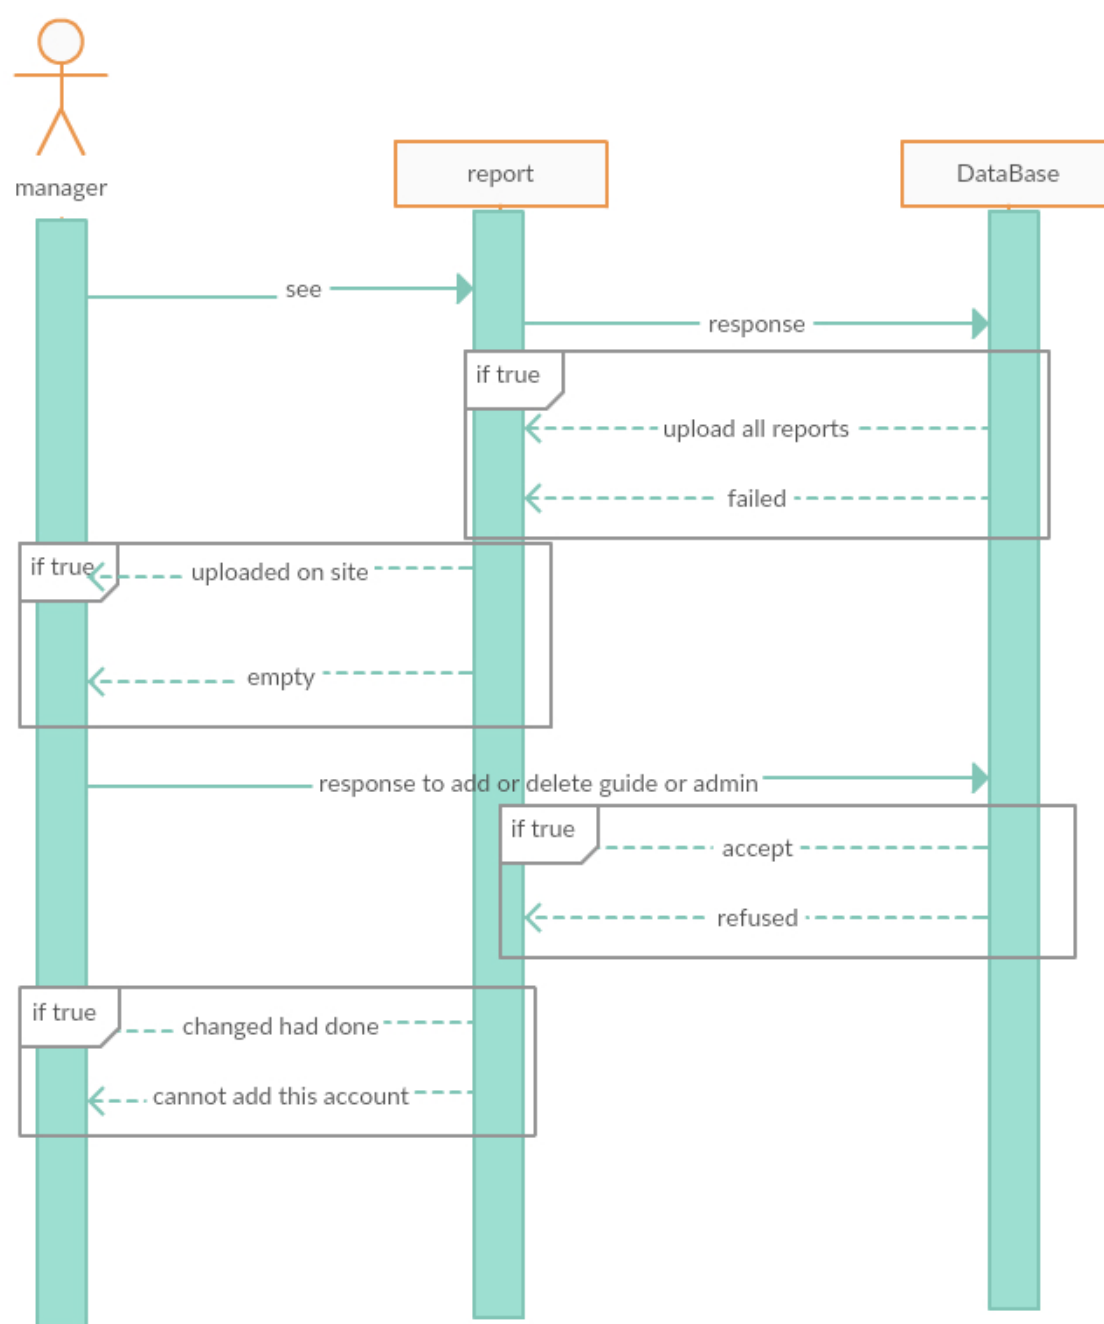 manager
report
DataBase
see
response
if true
upload all reports
failed
if true
uploaded on site
empty
response to add or delete guide or admin
if true
accept
refused
if true
changed had done
cannot add this account